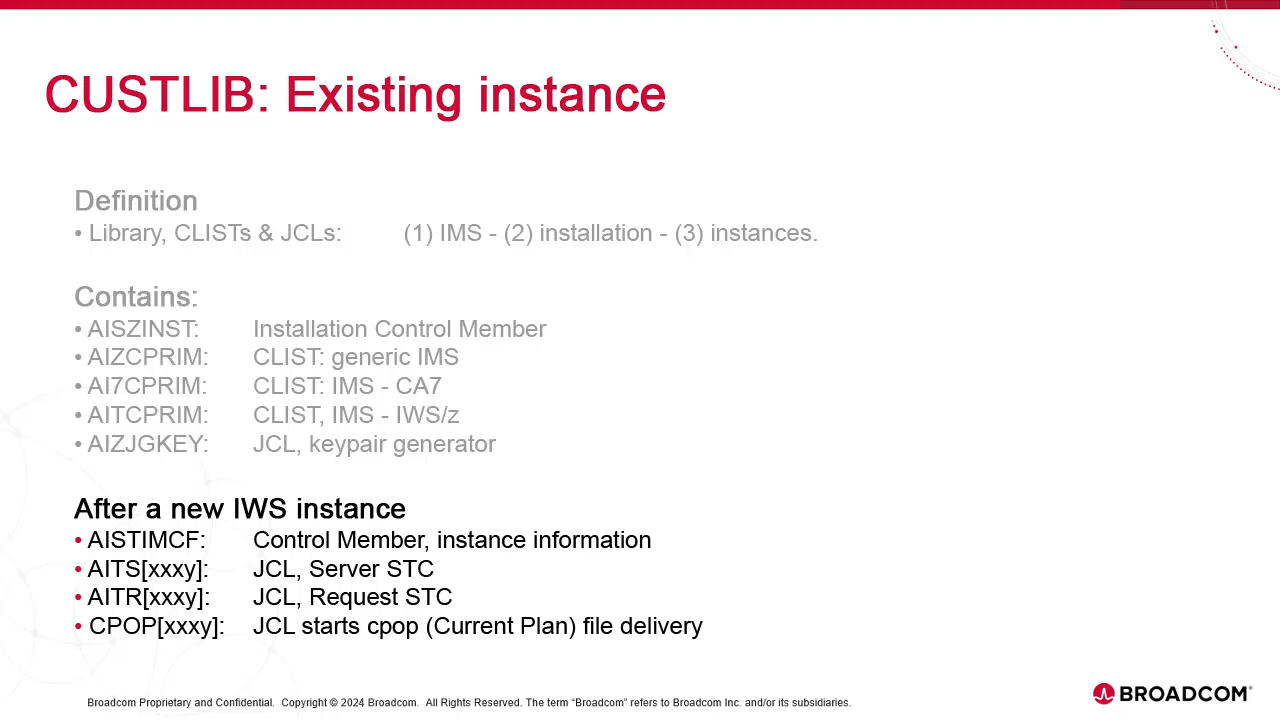 CUSTLIB: Existing instance
Definition
• Library, CLISTs & JCLs: (1) IMS - (2) installation - (3) instances.
Contains:
• AISZINST: Installation Control Member
• AIZCPRIM: CLIST: generic IMS
• AI7CPRIM: CLIST: IMS - CA7
• AITCPRIM: CLIST, IMS - IWS/z
• AIZJGKEY: JCL, keypair generator
After a new IWS instance
• AISTIMCF: Control Member, instance information
• AITS[xxxy]: JCL, Server STC
• AITR[xxxy]: JCL, Request STC
• CPOP[xxxy]: JCL starts cpop (Current Plan) file delivery
Broadcom Proprietary and Confidential. Copyright © 2024 Broadcom. All Rights Reserved. The term “Broadcom” refers to Broadcom Inc. and/or its subsidiaries.
BROADCOM®